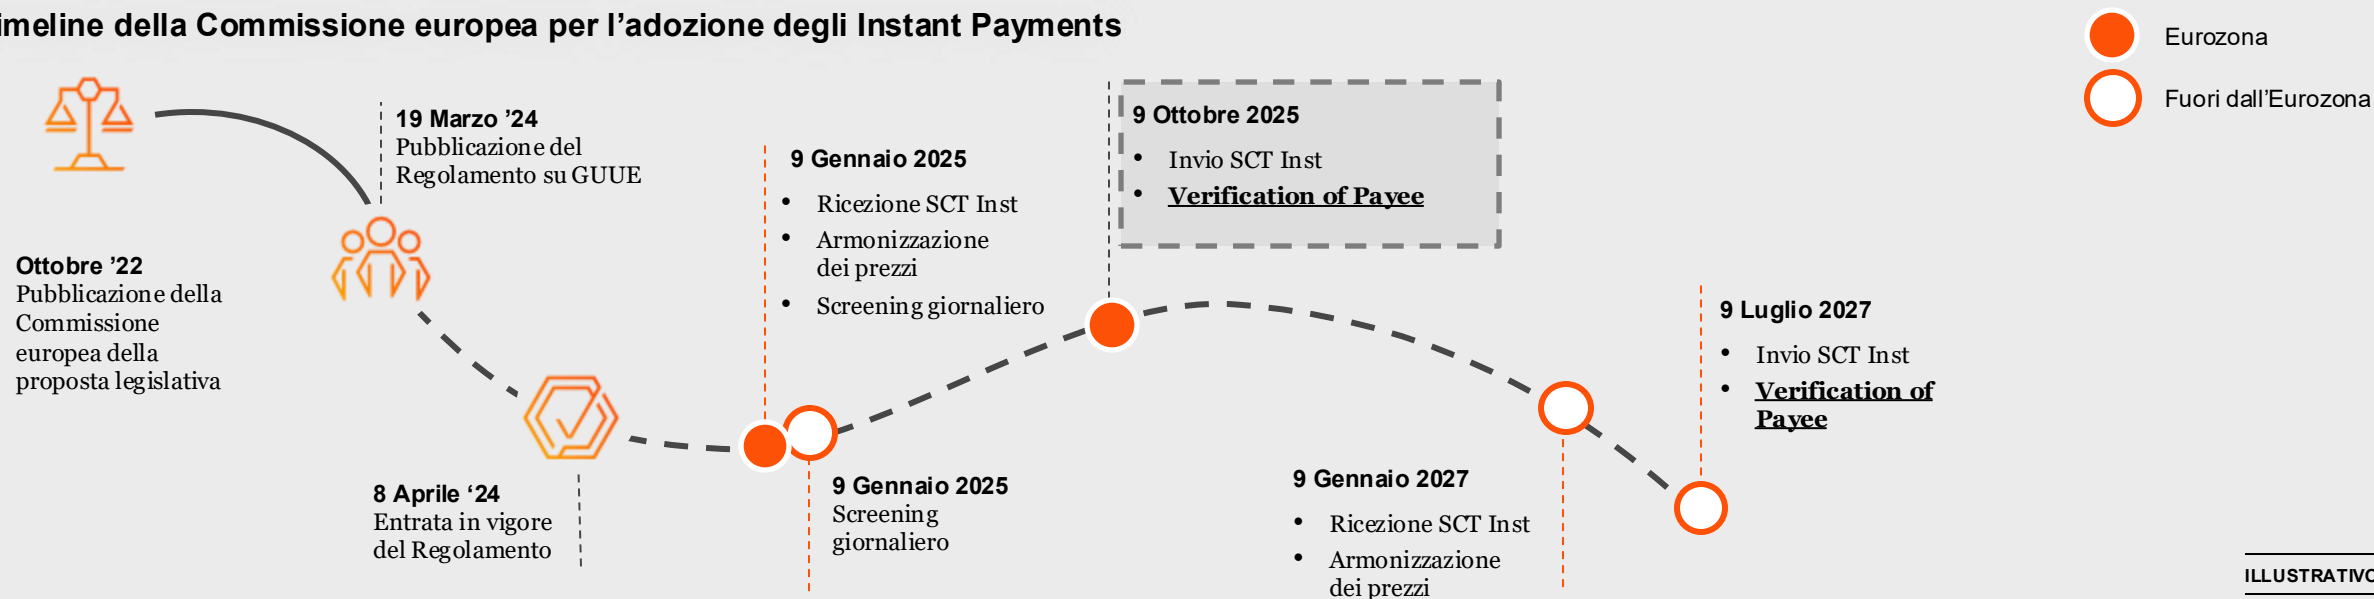 imeline della Commissione europea per l’adozione degli Instant Payments
Eurozona
Fuori dall’Eurozona
Ottobre ’22
Pubblicazione della
Commissione
europea della
proposta legislativa
19 Marzo ’24
Pubblicazione del
Regolamento su GUUE
8 Aprile ‘24
Entrata in vigore
del Regolamento
9 Gennaio 2025
• Ricezione SCT Inst
• Armonizzazione
dei prezzi
• Screening giornaliero
9 Gennaio 2025
Screening
giornaliero
9 Ottobre 2025
• Invio SCT Inst
• Verification of Payee
9 Gennaio 2027
• Ricezione SCT Inst
• Armonizzazione
dei prezzi
9 Luglio 2027
• Invio SCT Inst
• Verification of
Payee
ILLUSTRATIVO